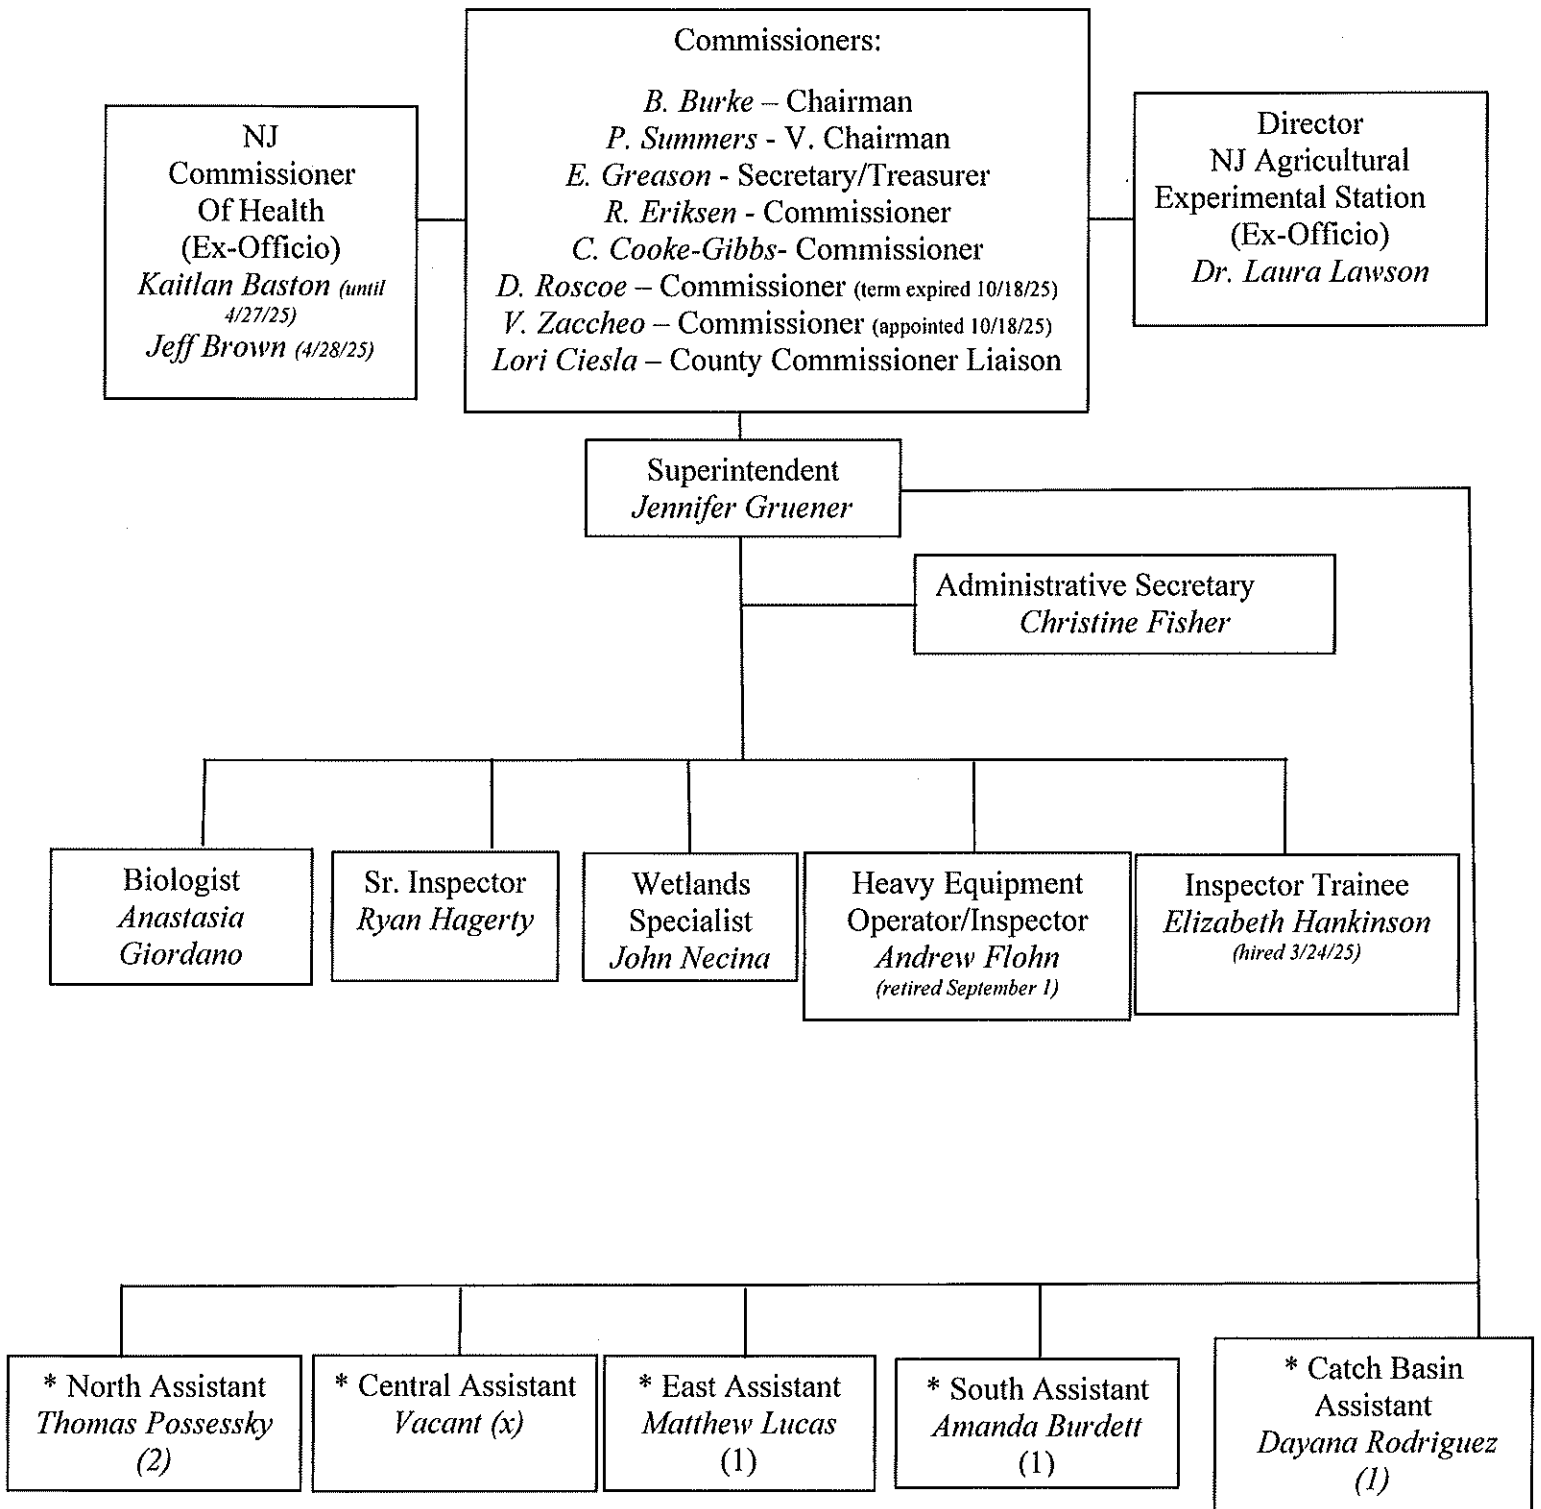 Commissioners:
B. Burke – Chairman
P. Summers - V. Chairman
E. Greason - Secretary/Treasurer
R. Eriksen - Commissioner
C. Cooke-Gibbs- Commissioner
D. Roscoe – Commissioner (term expired 10/18/25)
V. Zaccheo – Commissioner (appointed 10/18/25)
Lori Ciesla – County Commissioner Liaison
NJ
Commissioner
Of Health
(Ex-Officio)
Kaitlan Baston (until
4/27/25)
Jeff Brown (4/28/25)
Director
NJ Agricultural
Experimental Station
(Ex-Officio)
Dr. Laura Lawson
Superintendent
Jennifer Gruener
Administrative Secretary
Christine Fisher
Biologist
Anastasia
Giordano
Sr. Inspector
Ryan Hagerty
Wetlands
Specialist
John Necina
Heavy Equipment
Operator/Inspector
Andrew Flohn
(retired September 1)
Inspector Trainee
Elizabeth Hankinson
(hired 3/24/25)
* North Assistant
Thomas Possessky
(2)
* Central Assistant
Vacant (x)
* East Assistant
Matthew Lucas
(1)
* South Assistant
Amanda Burdett
(1)
* Catch Basin
Assistant
Dayana Rodriguez
(1)